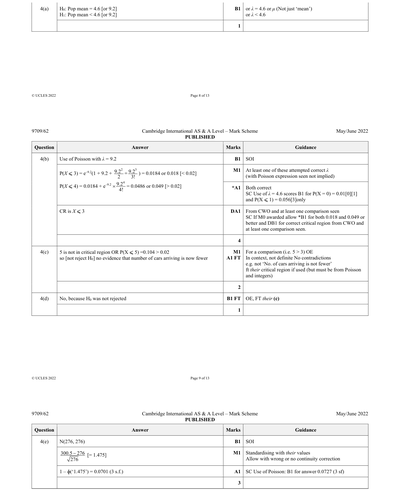 4(a) H₀: Pop mean = 4.6 [or 9.2] B1 or λ = 4.6 or μ (Not just ‘mean’)
H₁: Pop mean < 4.6 [or 9.2] or λ < 4.6
1
© UCLES 2022 Page 8 of 13
9709/62 Cambridge International AS & A Level – Mark Scheme May/June 2022
PUBLISHED
Question Answer Marks Guidance
4(b) Use of Poisson with λ = 9.2 B1 SOI
P(X ⩽ 3) = e⁻⁹·²(1 + 9.2 + 9.2²/2 + 9.2³/3!) = 0.0184 or 0.018 [< 0.02] M1 At least one of these attempted correct λ
(with Poisson expression seen not implied)
P(X ⩽ 4) = 0.0184 + e⁻⁹·² × 9.2⁴/4! = 0.0486 or 0.049 [> 0.02] *A1 Both correct
SC Use of λ = 4.6 scores B1 for P(X > 0) = 0.01[0][1]
and P(X ⩽ 1) = 0.056[3]only
CR is X ⩽ 3 DA1 From CWO and at least one comparison seen
SC If M0 awarded allow *B1 for both 0.018 and 0.049 or
better and DB1 for correct critical region from CWO and
at least one comparison seen.
4
4(c) 5 is not in critical region OR P(X ⩽ 5) =0.104 > 0.02 M1 For a comparison (i.e. 5 > 3) OE
so [not reject H₀] no evidence that number of cars arriving is now fewer A1 FT In context, not definite No contradictions
e.g. not ‘No. of cars arriving is not fewer’
ft their critical region if used (but must be from Poisson
and integers)
2
4(d) No, because H₀ was not rejected B1 FT OE, FT their (c)
1
© UCLES 2022 Page 9 of 13
9709/62 Cambridge International AS & A Level – Mark Scheme May/June 2022
PUBLISHED
Question Answer Marks Guidance
4(e) N(276, 276) B1 SOI
300.5 – 276 / √276 [= 1.475] M1 Standardising with their values
Allow with wrong or no continuity correction
1 – ɸ(‘1.475’) = 0.0701 (3 s.f.) A1 SC Use of Poisson: B1 for answer 0.0727 (3 sf)
3